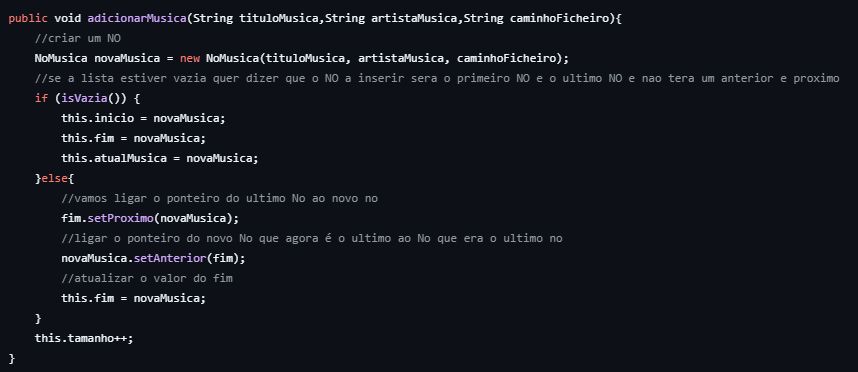 public void adicionarMusica(String tituloMusica,String artistaMusica,String caminhoFicheiro){
    //criar um NO
    NoMusica novaMusica = new NoMusica(tituloMusica, artistaMusica, caminhoFicheiro);
    //se a lista estiver vazia quer dizer que o NO a inserir sera o primeiro NO e o ultimo NO e nao tera um anterior e proximo
    if (isVazia()) {
        this.inicio = novaMusica;
        this.fim = novaMusica;
        this.atualMusica = novaMusica;
    }else{
        //vamos ligar o ponteiro do ultimo No ao novo no
        fim.setProximo(novaMusica);
        //ligar o ponteiro do novo No que agora é o ultimo ao No que era o ultimo no
        novaMusica.setAnterior(fim);
        //atualizar o valor do fim
        this.fim = novaMusica;
    }
    this.tamanho++;
}